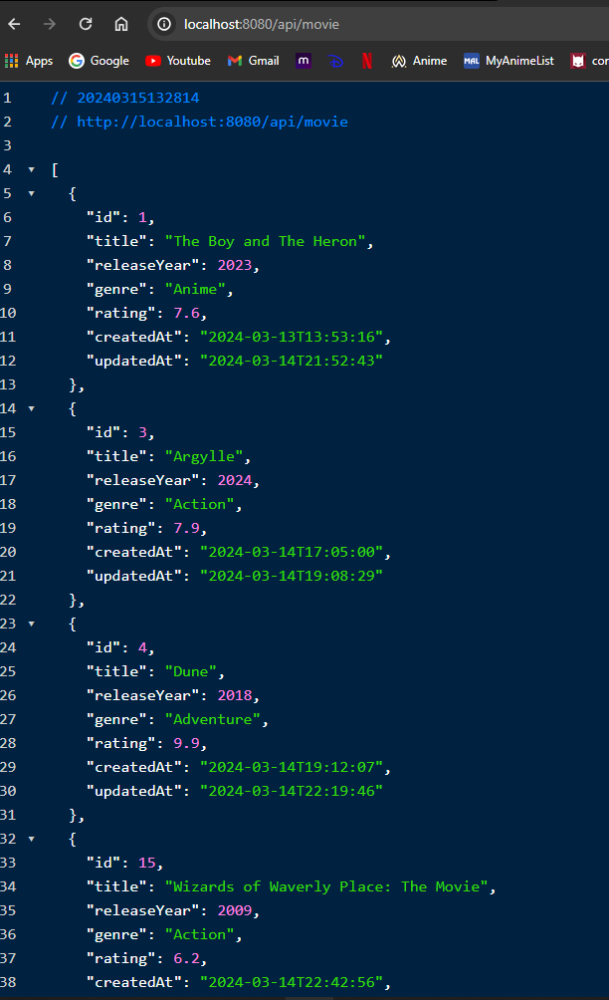 localhost:8080/api/movie
Apps Google Youtube Gmail m N Anime MAL MyAnimeList cor
1 // 20240315132814
2 // http://localhost:8080/api/movie
3
4 [
5 {
6 "id": 1,
7 "title": "The Boy and The Heron",
8 "releaseYear": 2023,
9 "genre": "Anime",
10 "rating": 7.6,
11 "createdAt": "2024-03-13T13:53:16",
12 "updatedAt": "2024-03-14T21:52:43"
13 },
14 {
15 "id": 3,
16 "title": "Argylle",
17 "releaseYear": 2024,
18 "genre": "Action",
19 "rating": 7.9,
20 "createdAt": "2024-03-14T17:05:00",
21 "updatedAt": "2024-03-14T19:08:29"
22 },
23 {
24 "id": 4,
25 "title": "Dune",
26 "releaseYear": 2018,
27 "genre": "Adventure",
28 "rating": 9.9,
29 "createdAt": "2024-03-14T19:12:07",
30 "updatedAt": "2024-03-14T22:19:46"
31 },
32 {
33 "id": 15,
34 "title": "Wizards of Waverly Place: The Movie",
35 "releaseYear": 2009,
36 "genre": "Action",
37 "rating": 6.2,
38 "createdAt": "2024-03-14T22:42:56",